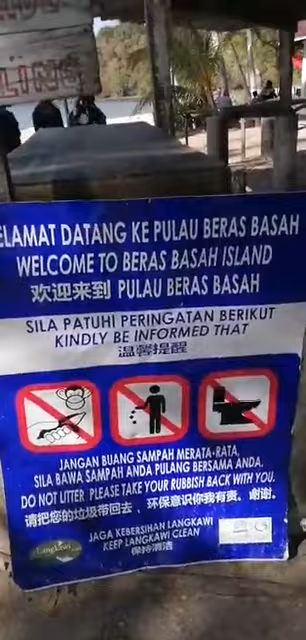 LING
SELAMAT DATANG KE PULAU BERAS BASAH
WELCOME TO BERAS BASAH ISLAND
欢迎来到 PULAU BERAS BASAH
SILA PATUHI PERINGATAN BERIKUT
KINDLY BE INFORMED THAT
温馨提醒
JANGAN BUANG SAMPAH MERATA-RATA,
SILA BAWA SAMPAH ANDA PULANG BERSAMA ANDA.
DO NOT LITTER PLEASE TAKE YOUR RUBBISH BACK WITH YOU.
请把您的垃圾带回去、环保意识你我有责。谢谢。
JAGA KEBERSIHAN LANGKAWI
KEEP LANGKAWI CLEAN
保持清洁
Langkawi